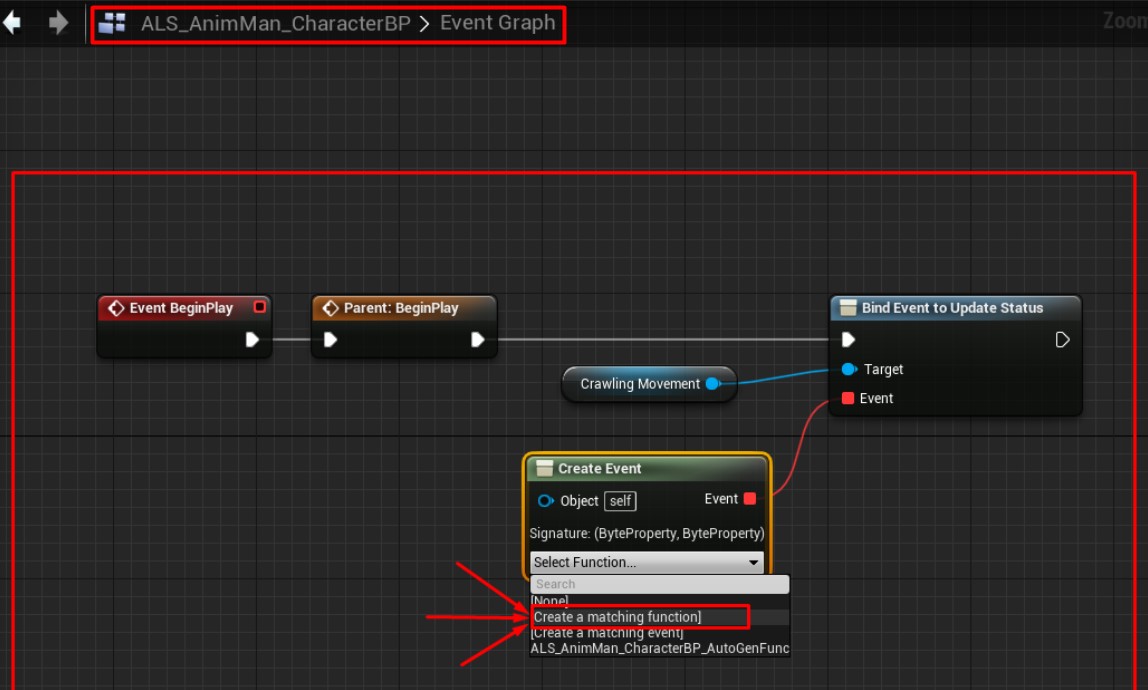 ALS_AnimMan_CharacterBP > Event Graph
Zoom
Event BeginPlay
Parent: BeginPlay
Bind Event to Update Status
Target
Event
Crawling Movement
Create Event
Object self
Event
Signature: (ByteProperty, ByteProperty)
Select Function...
Search
[None]
[Create a matching function]
[Create a matching event]
ALS_AnimMan_CharacterBP_AutoGenFunc